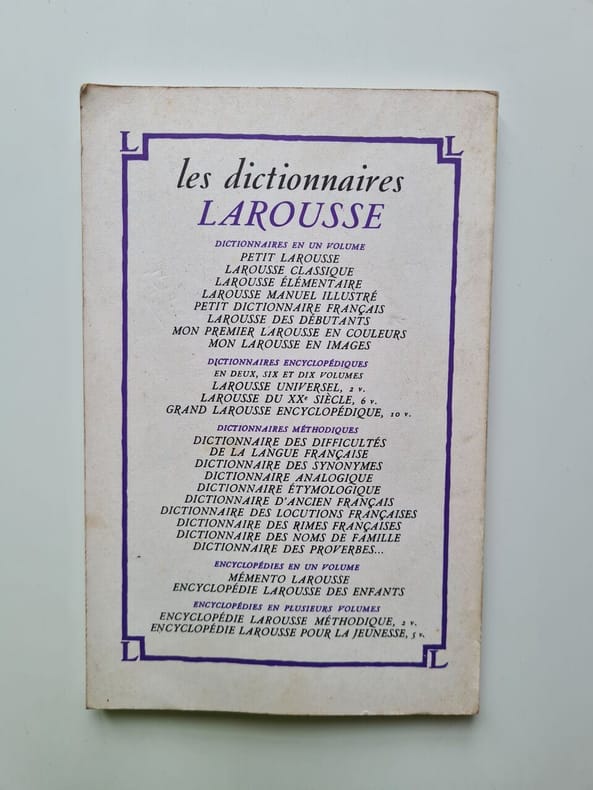 L L
les dictionnaires
LAROUSSE
DICTIONNAIRES EN UN VOLUME
PETIT LAROUSSE
LAROUSSE CLASSIQUE
LAROUSSE ÉLÉMENTAIRE
LAROUSSE MANUEL ILLUSTRÉ
PETIT DICTIONNAIRE FRANÇAIS
LAROUSSE DES DÉBUTANTS
MON PREMIER LAROUSSE EN COULEURS
MON LAROUSSE EN IMAGES
DICTIONNAIRES ENCYCLOPÉDIQUES
EN DEUX, SIX ET DIX VOLUMES
LAROUSSE UNIVERSEL, 2 v.
LAROUSSE DU XXe SIÈCLE, 6 v.
GRAND LAROUSSE ENCYCLOPÉDIQUE, 10 v.
DICTIONNAIRES MÉTHODIQUES
DICTIONNAIRE DES DIFFICULTÉS
DE LA LANGUE FRANÇAISE
DICTIONNAIRE DES SYNONYMES
DICTIONNAIRE ANALOGIQUE
DICTIONNAIRE ÉTYMOLOGIQUE
DICTIONNAIRE D'ANCIEN FRANÇAIS
DICTIONNAIRE DES LOCUTIONS FRANÇAISES
DICTIONNAIRE DES RIMES FRANÇAISES
DICTIONNAIRE DES NOMS DE FAMILLE
DICTIONNAIRE DES PROVERBES...
ENCYCLOPÉDIES EN UN VOLUME
MÉMENTO LAROUSSE
ENCYCLOPÉDIE LAROUSSE DES ENFANTS
ENCYCLOPÉDIES EN PLUSIEURS VOLUMES
ENCYCLOPÉDIE LAROUSSE MÉTHODIQUE, 2 v.
ENCYCLOPÉDIE LAROUSSE POUR LA JEUNESSE, 5 v.
L L